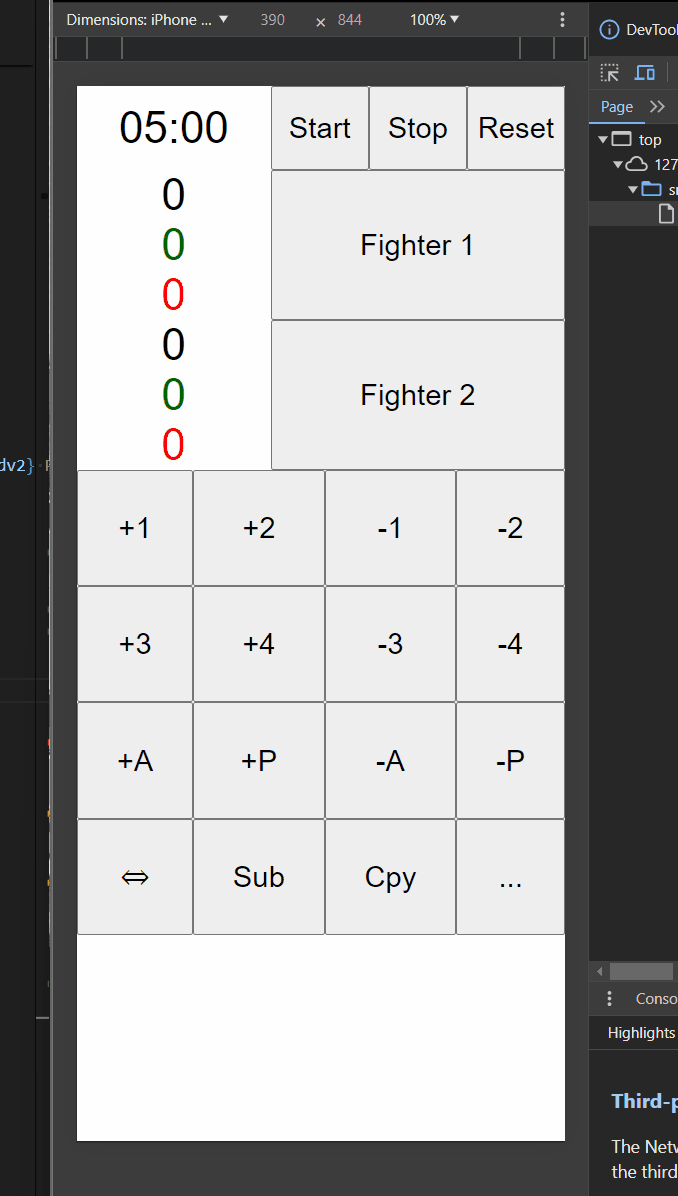 Dimensions: iPhone ... ▼ 390 × 844 100% ▼
DevTool
Page
top
127
05:00 Start Stop Reset
0
0
0
Fighter 1
0
0
0
Fighter 2
dv2}
+1 +2 -1 -2
+3 +4 -3 -4
+A +P -A -P
⇔ Sub Cpy ...
Conso
Highlights
Third-p
The Netw
the third